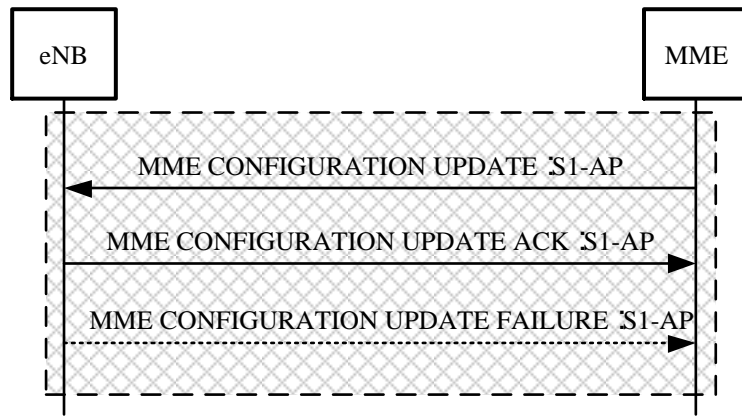 eNB
MME
MME CONFIGURATION UPDATE :S1-AP
MME CONFIGURATION UPDATE ACK :S1-AP
MME CONFIGURATION UPDATE FAILURE :S1-AP